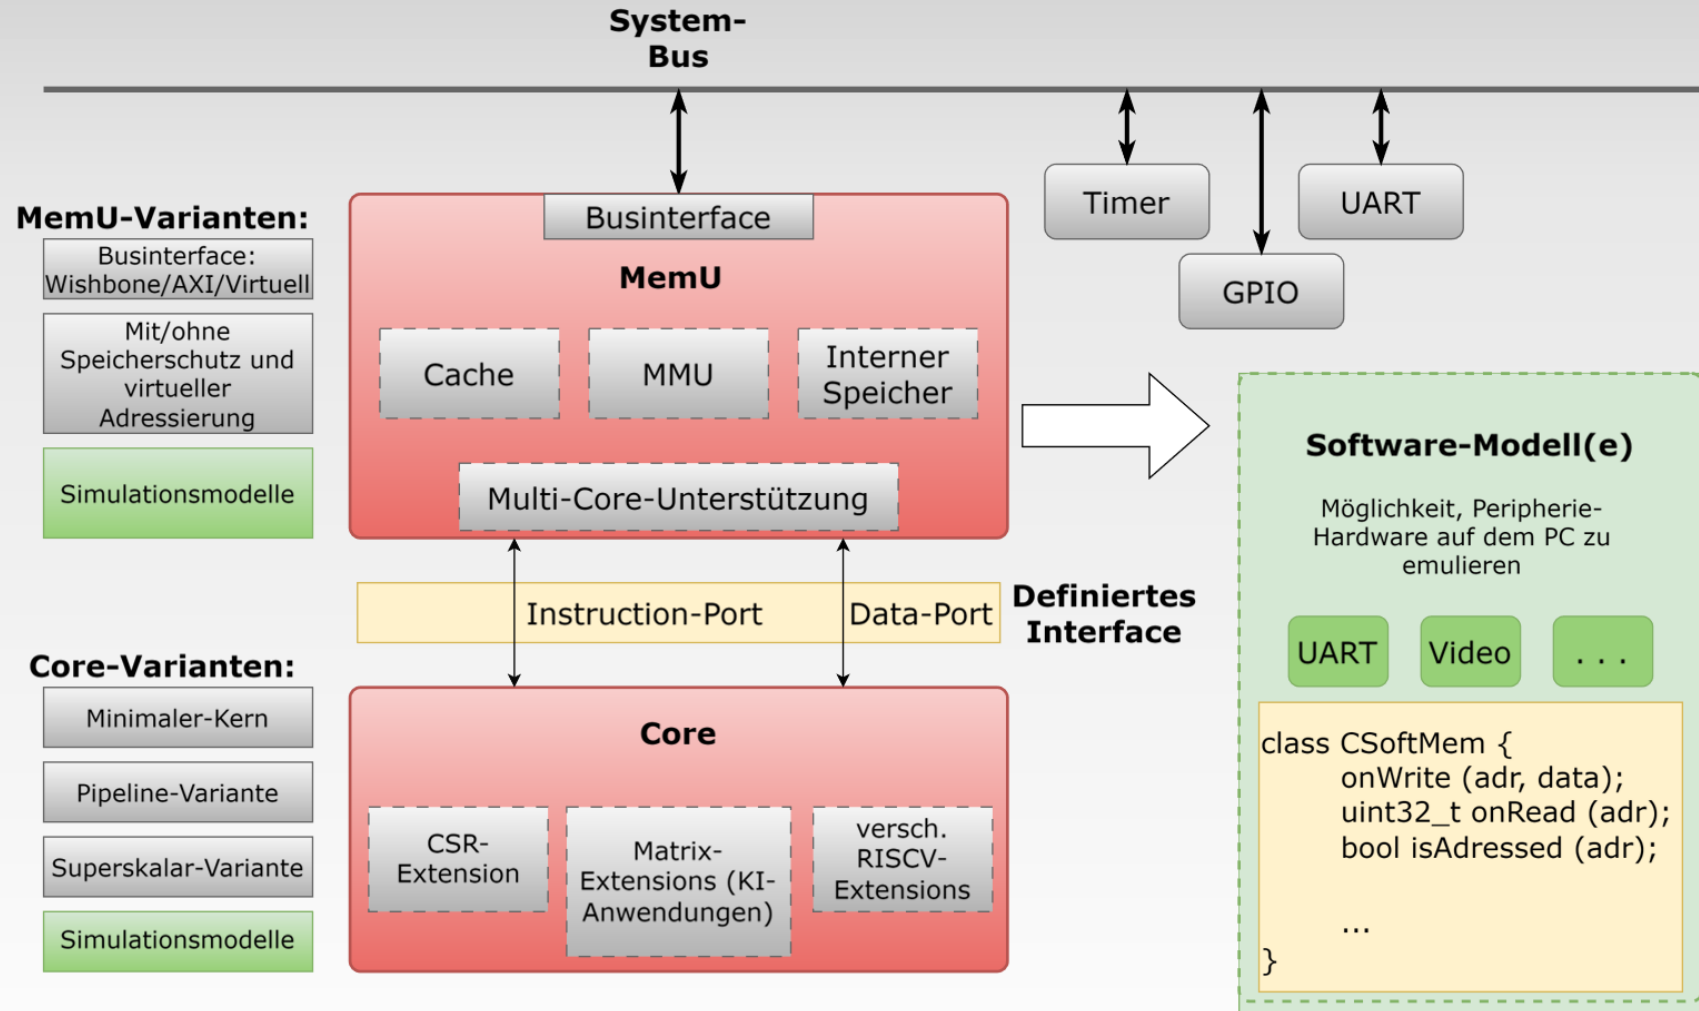 System-
Bus
Businterface
MemU
Cache
MMU
Interner
Speicher
Multi-Core-Unterstützung
Timer
UART
GPIO
MemU-Varianten:
Businterface:
Wishbone/AXI/Virtuell
Mit/ohne
Speicherschutz und
virtueller
Adressierung
Simulationsmodelle
Instruction-Port
Data-Port
Definiertes
Interface
Core-Varianten:
Minimaler-Kern
Pipeline-Variante
Superskalar-Variante
Simulationsmodelle
Core
CSR-
Extension
Matrix-
Extensions (KI-
Anwendungen)
versch.
RISCV-
Extensions
Software-Modell(e)
Möglichkeit, Peripherie-
Hardware auf dem PC zu
emulieren
UART
Video
. . .
class CSoftMem {
onWrite (adr, data);
uint32_t onRead (adr);
bool isAdressed (adr);
...
}